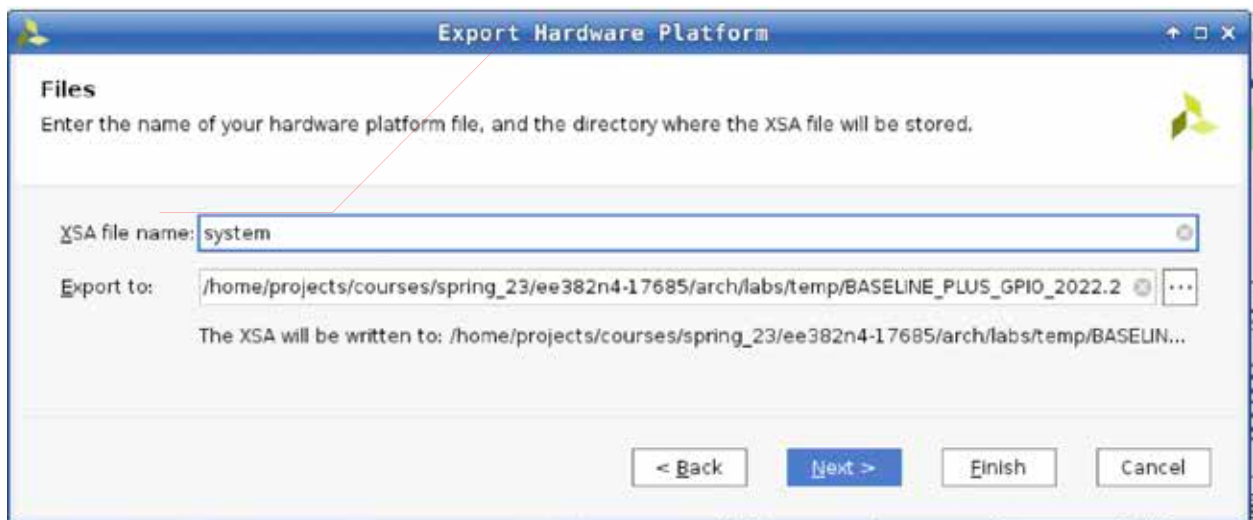 Export Hardware Platform
Files
Enter the name of your hardware platform file, and the directory where the XSA file will be stored.
XSA file name: system
Export to: /home/projects/courses/spring_23/ee382n4-17685/arch/labs/temp/BASELINE_PLUS_GPIO_2022.2 ...
The XSA will be written to: /home/projects/courses/spring_23/ee382n4-17685/arch/labs/temp/BASELIN...
< Back Next > Finish Cancel